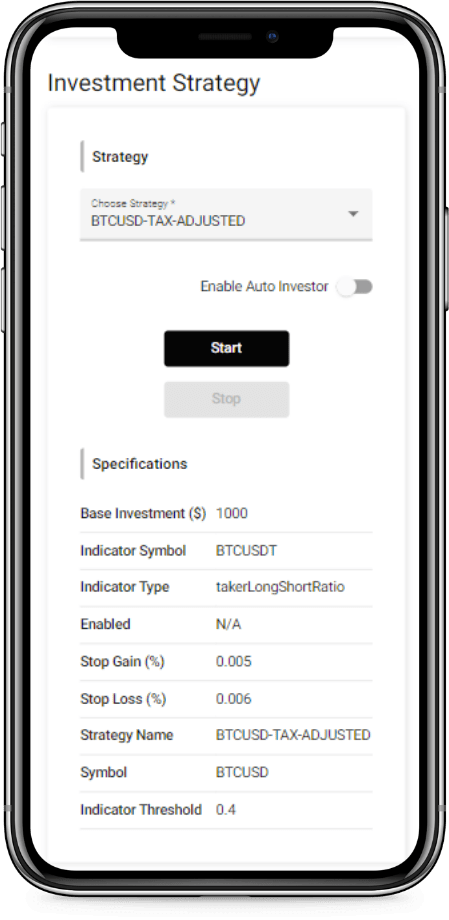 Investment Strategy
Strategy
Choose Strategy *
BTCUSD-TAX-ADJUSTED
Enable Auto Investor
Start
Stop
Specifications
Base Investment ($) 1000
Indicator Symbol BTCUSDT
Indicator Type takerLongShortRatio
Enabled N/A
Stop Gain (%) 0.005
Stop Loss (%) 0.006
Strategy Name BTCUSD-TAX-ADJUSTED
Symbol BTCUSD
Indicator Threshold 0.4